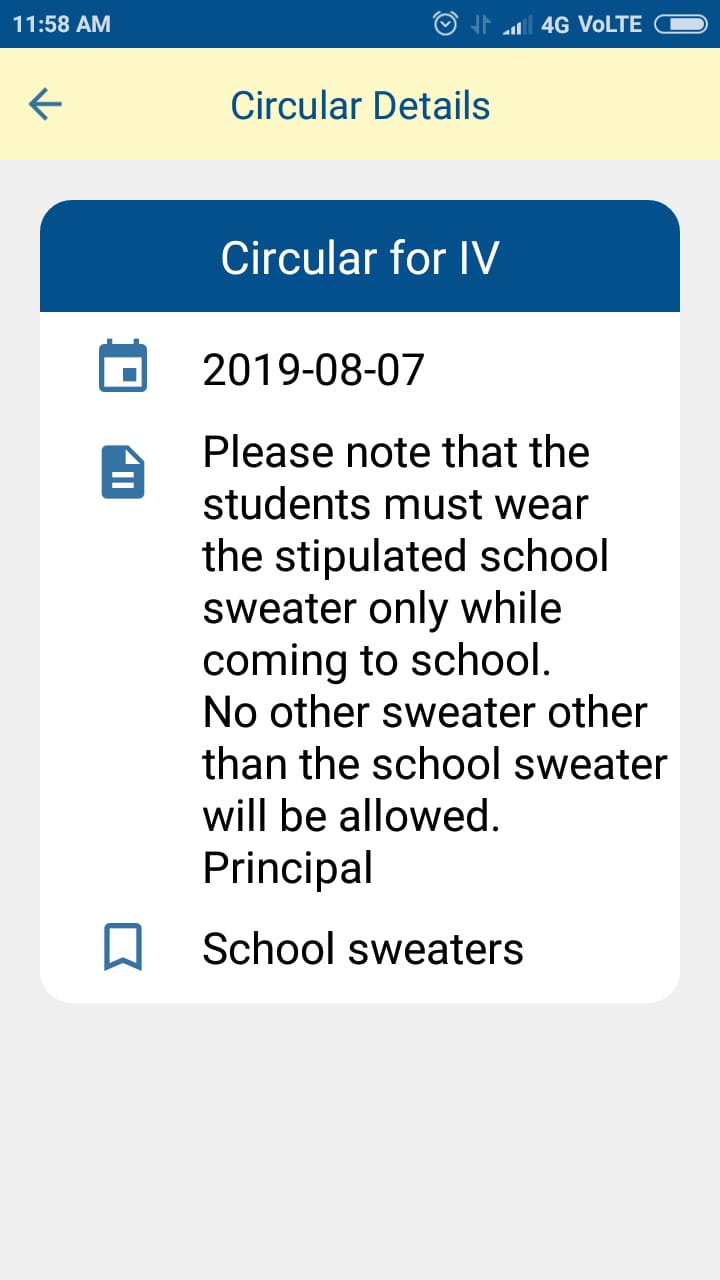 11:58 AM 4G VoLTE
Circular Details
Circular for IV
2019-08-07
Please note that the
students must wear
the stipulated school
sweater only while
coming to school.
No other sweater other
than the school sweater
will be allowed.
Principal
School sweaters